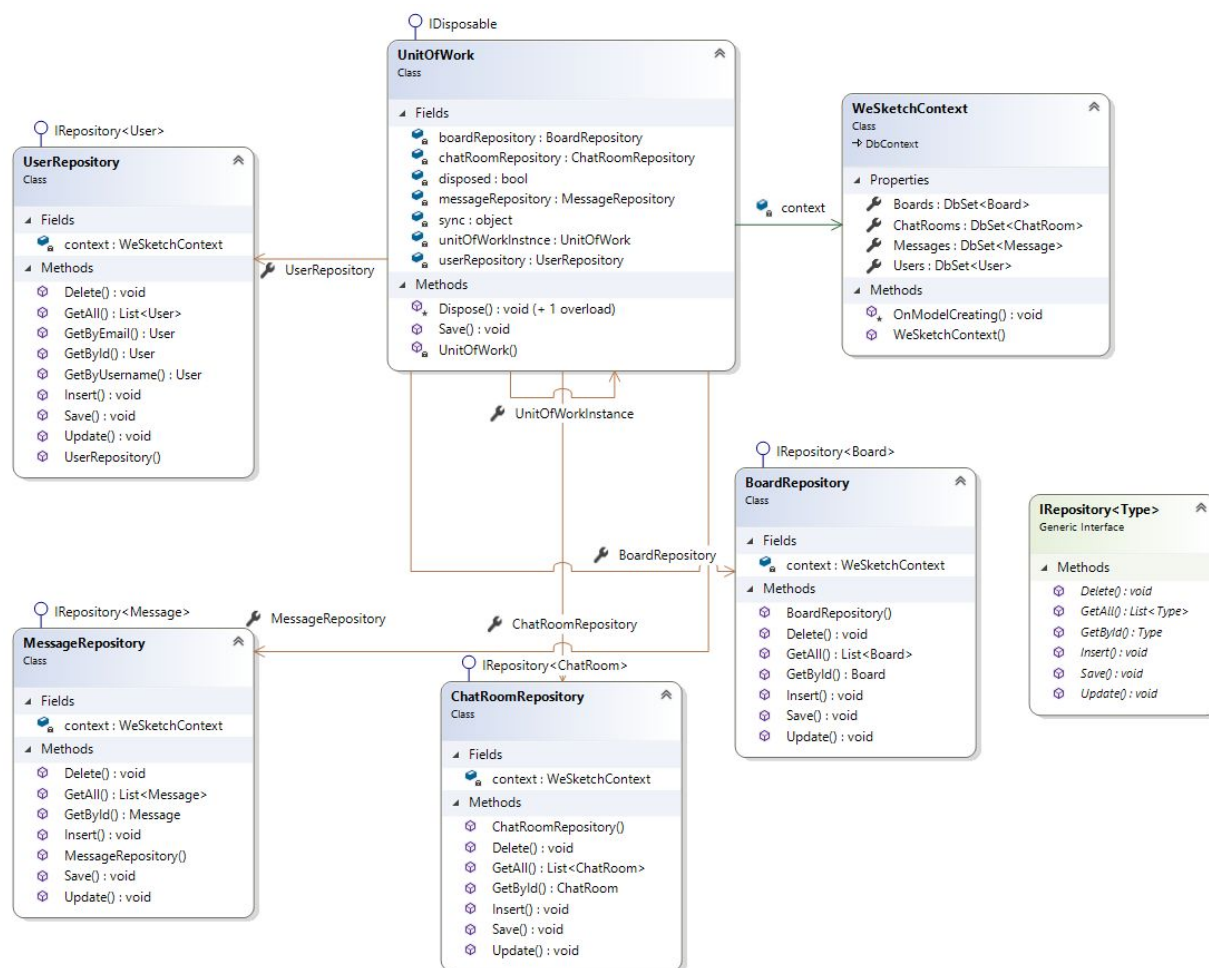 IDisposable
UnitOfWork
Class
Fields
boardRepository : BoardRepository
chatRoomRepository : ChatRoomRepository
disposed : bool
messageRepository : MessageRepository
sync : object
unitOfWorkInstnce : UnitOfWork
userRepository : UserRepository
Methods
Dispose() : void (+ 1 overload)
Save() : void
UnitOfWork()
context
WeSketchContext
Class
DbContext
Properties
Boards : DbSet<Board>
ChatRooms : DbSet<ChatRoom>
Messages : DbSet<Message>
Users : DbSet<User>
Methods
OnModelCreating() : void
WeSketchContext()
IRepository<User>
UserRepository
Class
Fields
context : WeSketchContext
Methods
Delete() : void
GetAll() : List<User>
GetByEmail() : User
GetById() : User
GetByUsername() : User
Insert() : void
Save() : void
Update() : void
UserRepository()
UserRepository
UnitOfWorkInstance
BoardRepository
MessageRepository
ChatRoomRepository
IRepository<Board>
BoardRepository
Class
Fields
context : WeSketchContext
Methods
BoardRepository()
Delete() : void
GetAll() : List<Board>
GetById() : Board
Insert() : void
Save() : void
Update() : void
IRepository<Type>
Generic Interface
Methods
Delete() : void
GetAll() : List<Type>
GetById() : Type
Insert() : void
Save() : void
Update() : void
IRepository<Message>
MessageRepository
Class
Fields
context : WeSketchContext
Methods
Delete() : void
GetAll() : List<Message>
GetById() : Message
Insert() : void
MessageRepository()
Save() : void
Update() : void
IRepository<ChatRoom>
ChatRoomRepository
Class
Fields
context : WeSketchContext
Methods
ChatRoomRepository()
Delete() : void
GetAll() : List<ChatRoom>
GetById() : ChatRoom
Insert() : void
Save() : void
Update() : void